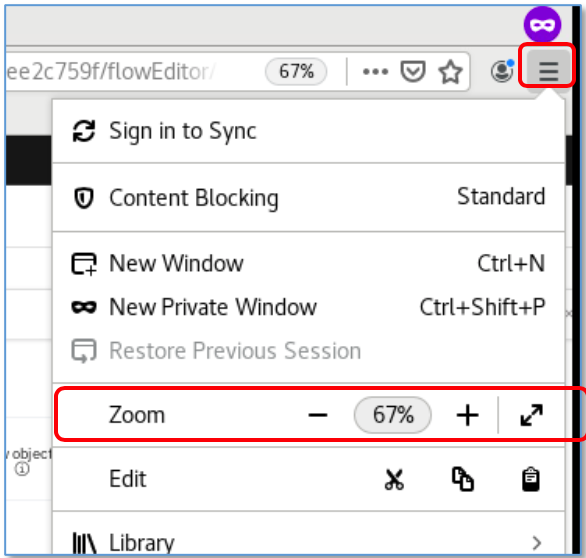 ee2c759f/flowEditor/ 67%
Sign in to Sync
Content Blocking Standard
New Window Ctrl+N
New Private Window Ctrl+Shift+P
Restore Previous Session
Zoom 67%
object
Edit
Library